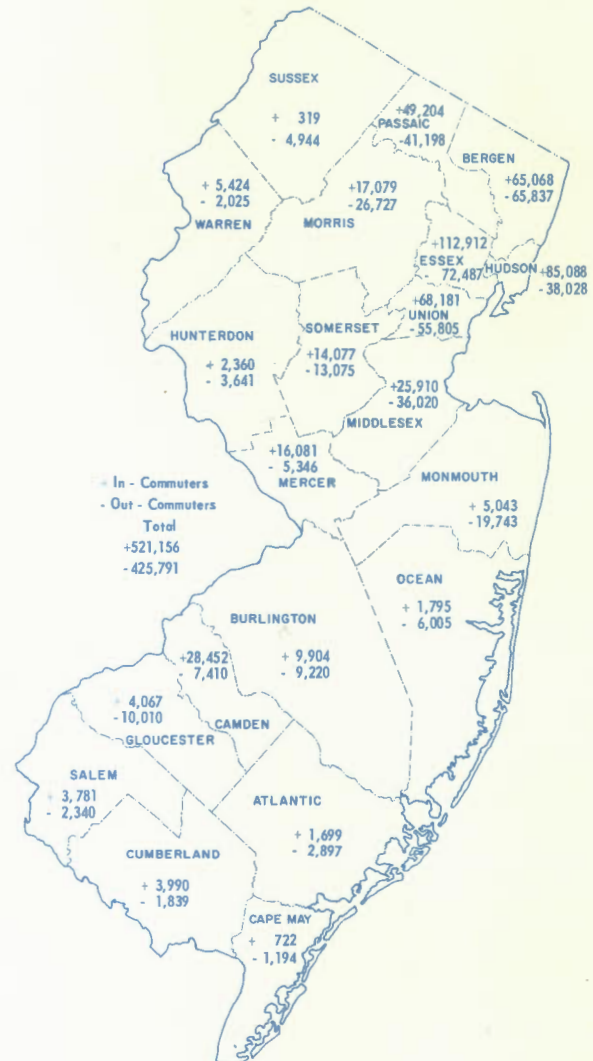 SUSSEX
+ 319
- 4,944
+49,204
PASSAIC
-41,198
BERGEN
+65,068
-65,837
+ 5,424
- 2,025
WARREN
+17,079
-26,727
MORRIS
+112,912
ESSEX
- 72,487
HUDSON
+85,088
-38,028
+68,181
UNION
-55,805
HUNTERDON
+ 2,360
- 3,641
SOMERSET
+14,077
-13,075
+25,910
-36,020
MIDDLESEX
+16,081
- 5,346
MERCER
MONMOUTH
+ 5,043
-19,743
+ In - Commuters
- Out - Commuters
Total
+521,156
-425,791
OCEAN
+ 1,795
- 6,005
BURLINGTON
+ 9,904
- 9,220
+28,452
- 7,410
CAMDEN
+ 4,067
-10,010
GLOUCESTER
SALEM
+ 3,781
- 2,340
ATLANTIC
+ 1,699
- 2,897
CUMBERLAND
+ 3,990
- 1,839
CAPE MAY
+ 722
- 1,194